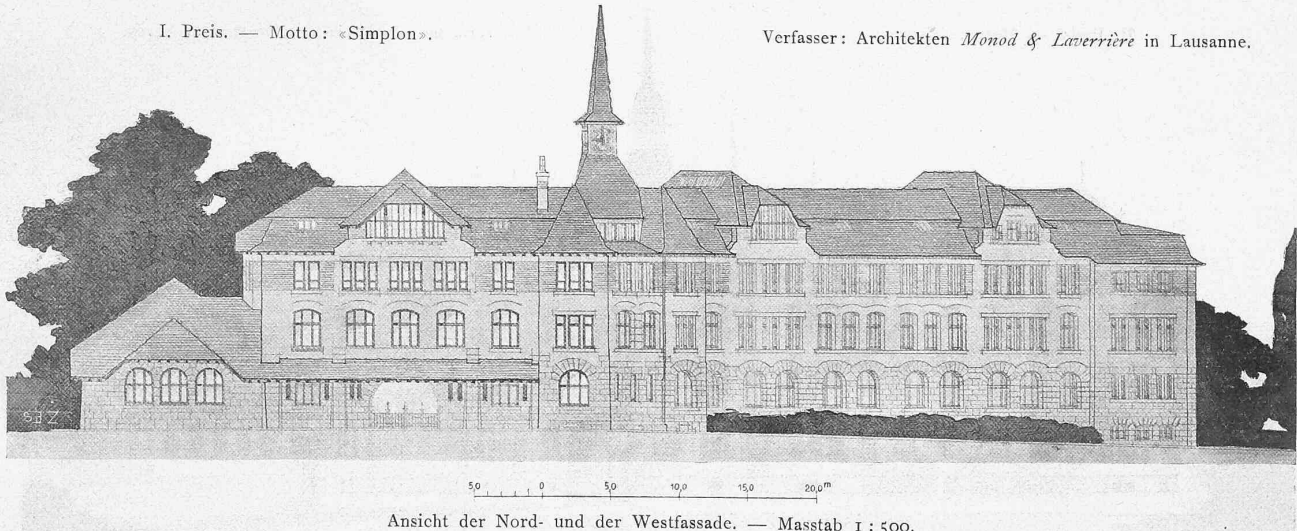 I. Preis. — Motto: «Simplon».
Verfasser: Architekten Monod & Laverrière in Lausanne.
5,0 0 5,0 10,0 15,0 20,0 m
Ansicht der Nord- und der Westfassade. — Masstab 1 : 500.